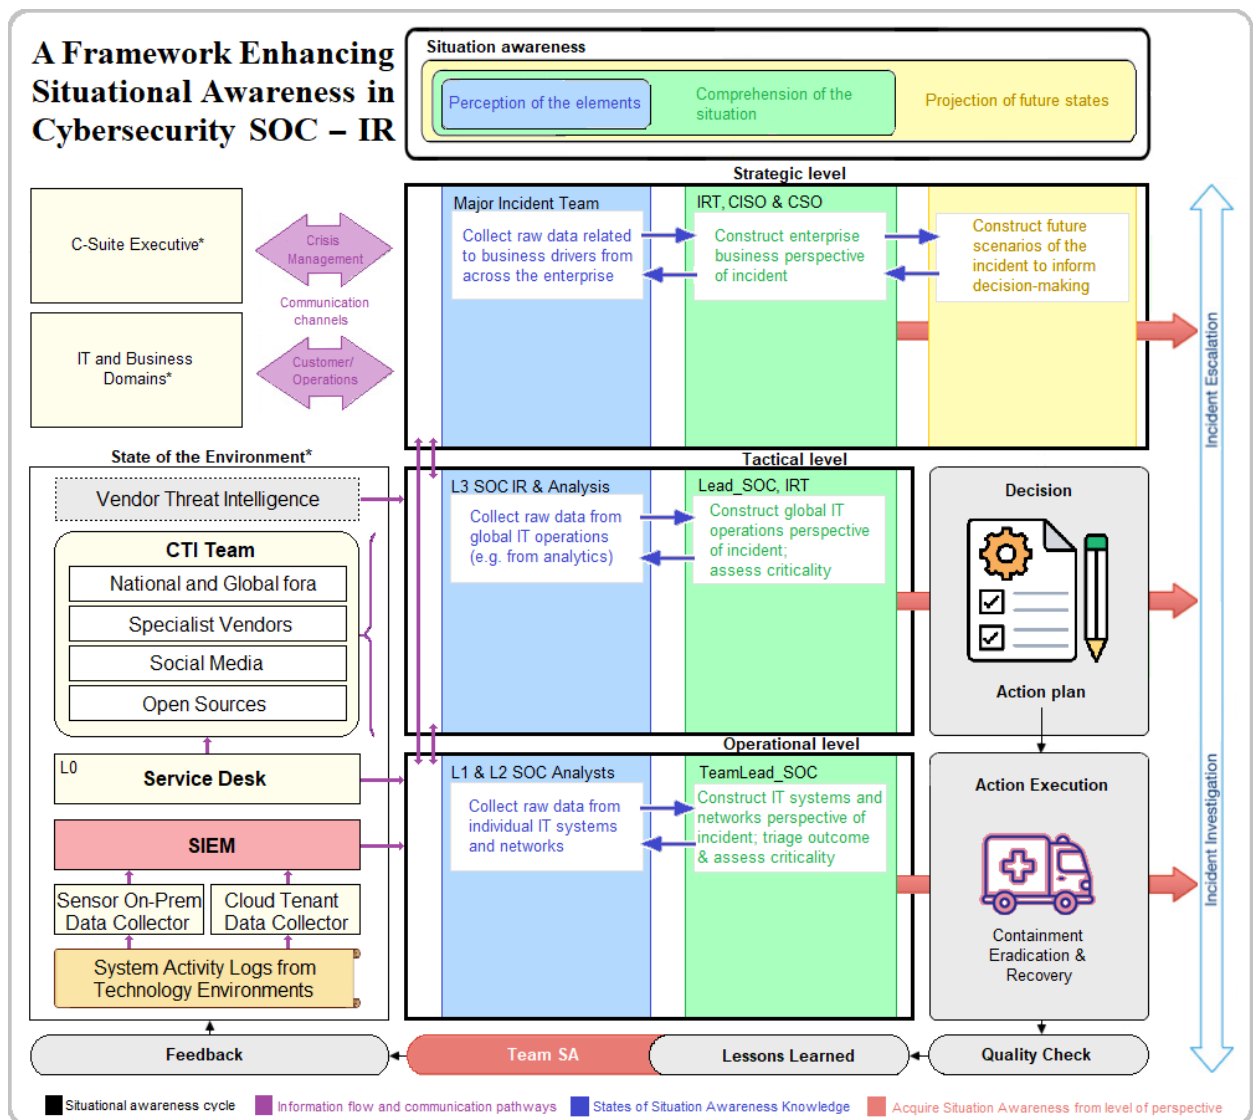 A Framework Enhancing
Situational Awareness in
Cybersecurity SOC – IR
Situation awareness
Perception of the elements
Comprehension of the
situation
Projection of future states
Strategic level
C-Suite Executive*
Crisis
Management
Communication
channels
IT and Business
Domains*
Customer/
Operations
Major Incident Team
Collect raw data related
to business drivers from
across the enterprise
IRT, CISO & CSO
Construct enterprise
business perspective
of incident
Construct future
scenarios of the
incident to inform
decision-making
Incident Escalation
State of the Environment*
Vendor Threat Intelligence
CTI Team
National and Global fora
Specialist Vendors
Social Media
Open Sources
L0
Service Desk
SIEM
Sensor On-Prem
Data Collector
Cloud Tenant
Data Collector
System Activity Logs from
Technology Environments
Tactical level
L3 SOC IR & Analysis
Collect raw data from
global IT operations
(e.g. from analytics)
Lead_SOC, IRT
Construct global IT
operations perspective
of incident;
assess criticality
Decision
Action plan
Operational level
L1 & L2 SOC Analysts
Collect raw data from
individual IT systems
and networks
TeamLead_SOC
Construct IT systems and
networks perspective of
incident; triage outcome
& assess criticality
Action Execution
Containment
Eradication &
Recovery
Incident Investigation
Feedback
Team SA
Lessons Learned
Quality Check
Situational awareness cycle
Information flow and communication pathways
States of Situation Awareness Knowledge
Acquire Situation Awareness from level of perspective